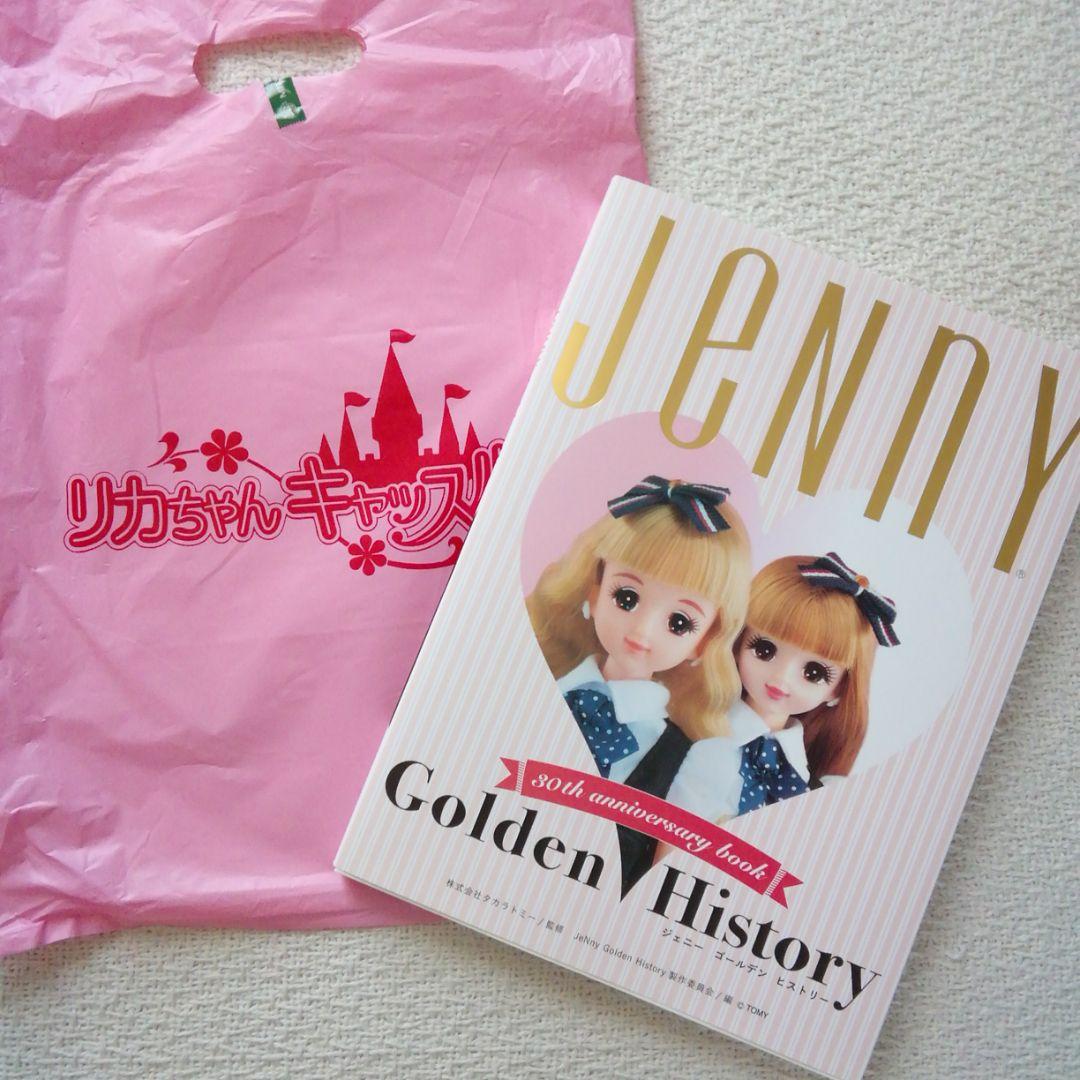 リカちゃんキャッスル
JeNNY®
30th anniversary book
Golden History
ジェニー ゴールデン ヒストリー
株式会社タカラトミー/監修 JeNny Golden History 製作委員会/編 ©TOMY